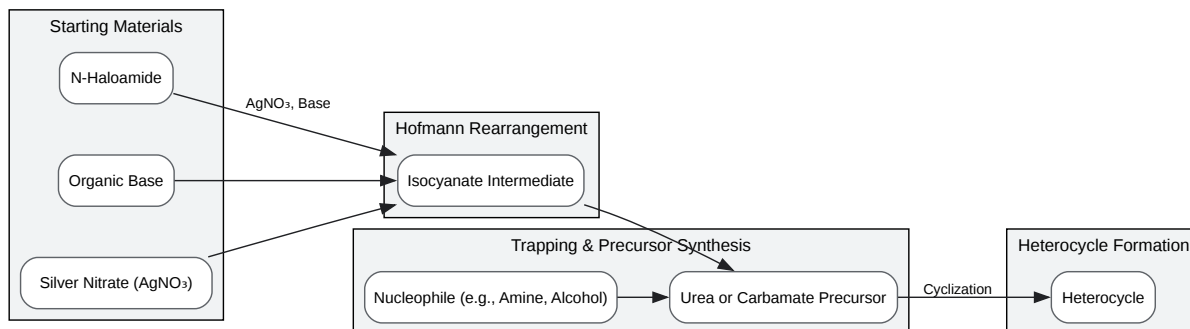 Starting Materials
N-Haloamide
AgNO₃, Base
Hofmann Rearrangement
Organic Base
Isocyanate Intermediate
Silver Nitrate (AgNO₃)
Trapping & Precursor Synthesis
Nucleophile (e.g., Amine, Alcohol)
Urea or Carbamate Precursor
Cyclization
Heterocycle Formation
Heterocycle